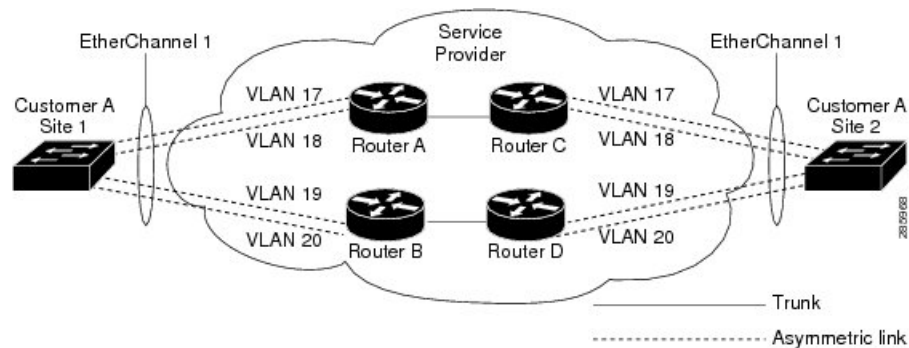 Service
Provider
EtherChannel 1
EtherChannel 1
Customer A
Site 1
VLAN 17
VLAN 18
Router A
Router C
VLAN 17
VLAN 18
Customer A
Site 2
VLAN 19
VLAN 20
Router B
Router D
VLAN 19
VLAN 20
285968
Trunk
Asymmetric link